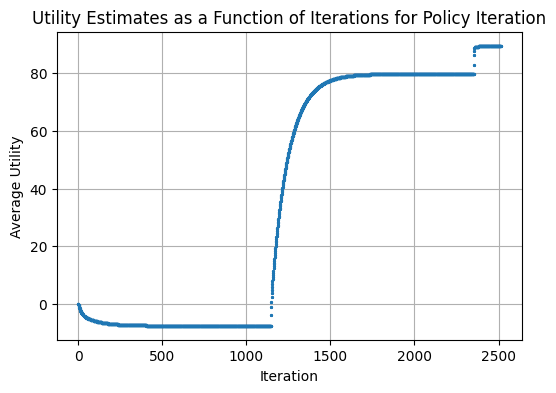 Utility Estimates as a Function of Iterations for Policy Iteration
Average Utility
80
60
40
20
0
0 500 1000 1500 2000 2500
Iteration